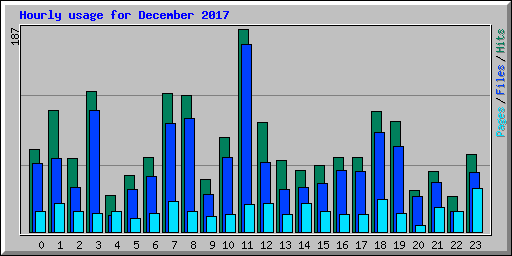 Hourly usage for December 2017
187
Pages/Files/Hits
0 1 2 3 4 5 6 7 8 9 10 11 12 13 14 15 16 17 18 19 20 21 22 23